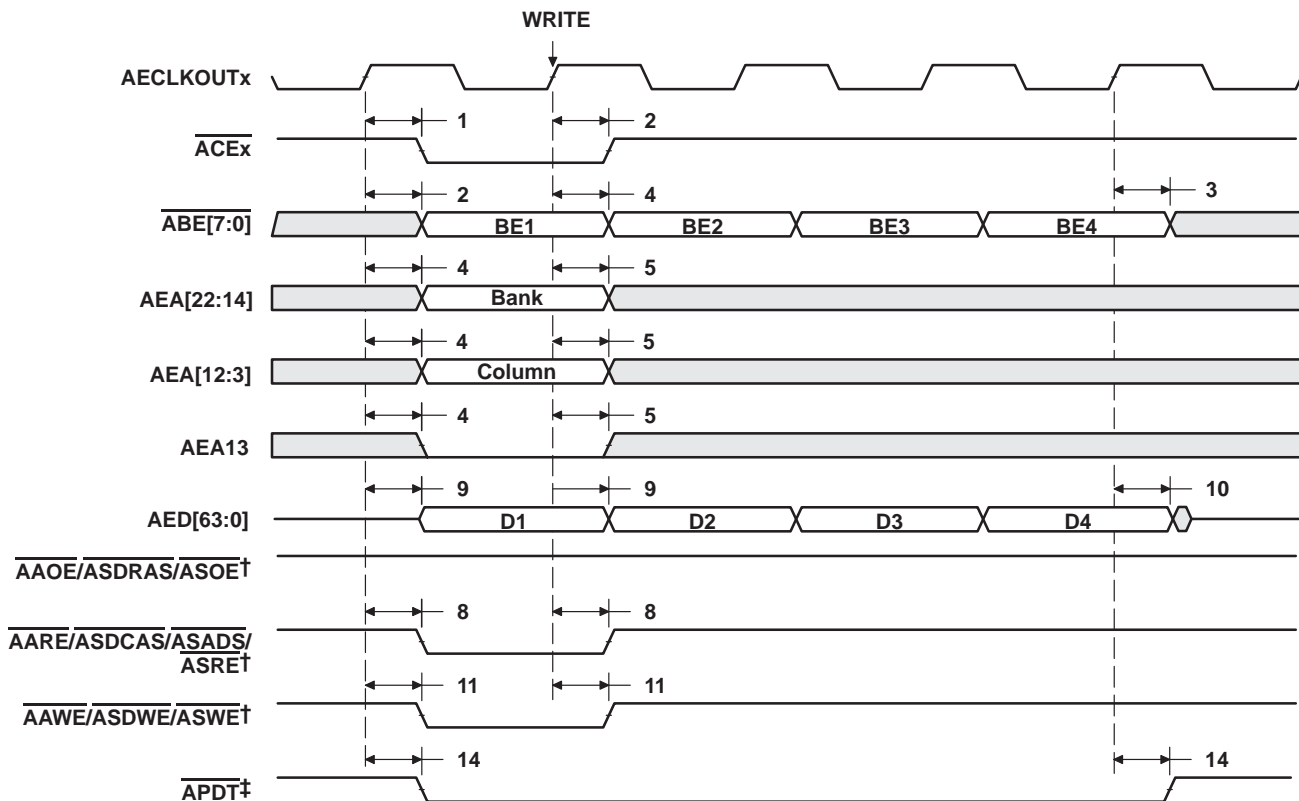 WRITE
AECLKOUTx
1 2
ACEx
2 4 3
ABE[7:0] BE1 BE2 BE3 BE4
4 5
AEA[22:14] Bank
4 5
AEA[12:3] Column
4 5
AEA13
9 9 10
AED[63:0] D1 D2 D3 D4
AAOE/ASDRAS/ASOE†
8 8
AARE/ASDCAS/ASADS/
ASRE†
11 11
AAWE/ASDWE/ASWE†
14 14
APDT‡